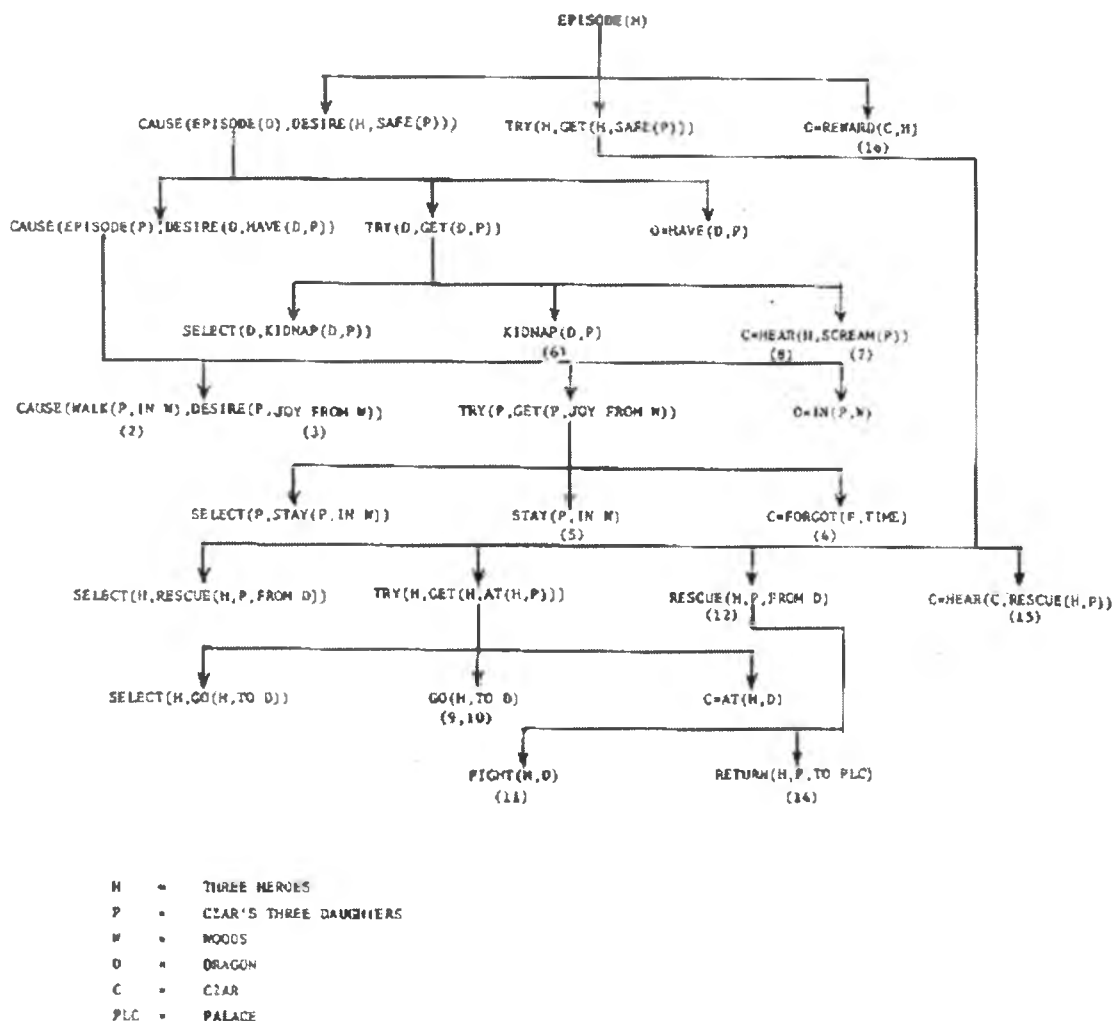 EPISODE(H)
CAUSE(EPISODE(D),DESIRE(H,SAFE(P))) TRY(H,GET(H,SAFE(P))) C=REWARD(C,H)
(16)
CAUSE(EPISODE(P),DESIRE(D,HAVE(D,P)) TRY(D,GET(D,P)) O=HAVE(D,P)
SELECT(D,KIDNAP(D,P)) KIDNAP(D,P) C=HEAR(H,SCREAM(P))
(6) (8) (7)
CAUSE(WALK(P,IN W),DESIRE(P,JOY FROM W)) TRY(P,GET(P,JOY FROM W)) O=IN(P,W)
(2) (3)
SELECT(P,STAY(P,IN W)) STAY(P,IN W) C=FORGOT(P,TIME)
(5) (4)
SELECT(H,RESCUE(H,P,FROM D)) TRY(H,GET(H,AT(H,P))) RESCUE(H,P,FROM D) C=HEAR(C,RESCUE(H,P))
(12) (15)
SELECT(H,GO(H,TO D)) GO(H,TO D) C=AT(H,D)
(9,10)
FIGHT(H,D) RETURN(H,P,TO PLC)
(11) (14)
H = THREE HEROES
P = CZAR'S THREE DAUGHTERS
W = WOODS
D = DRAGON
C = CZAR
PLC = PALACE